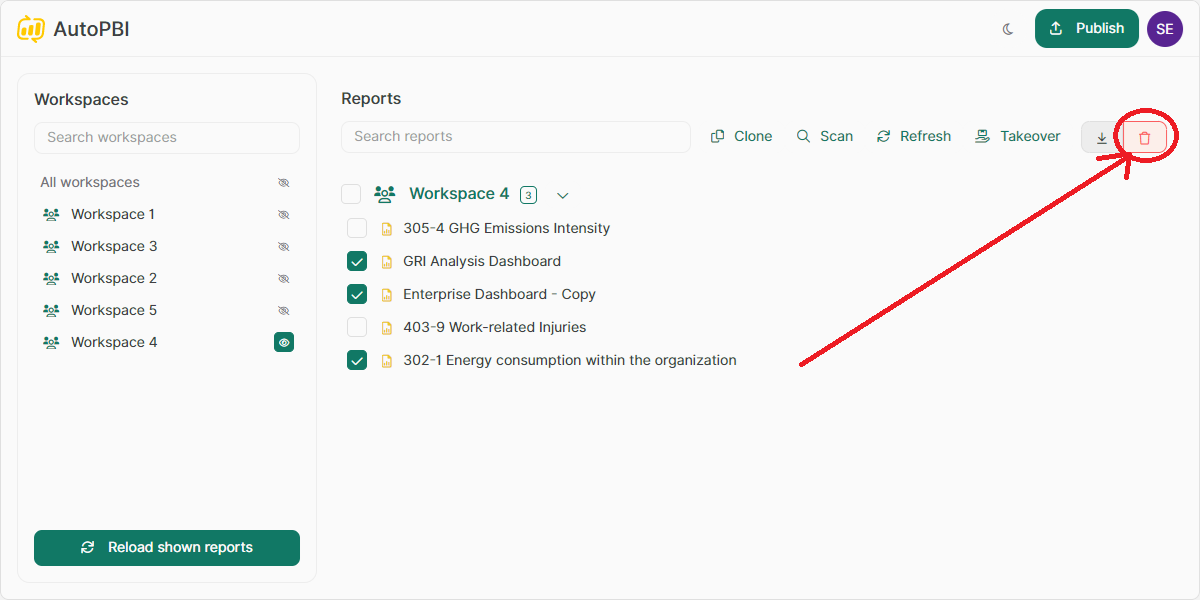 AutoPBI
Publish
SE
Workspaces
Search workspaces
All workspaces
Workspace 1
Workspace 3
Workspace 2
Workspace 5
Workspace 4
Reload shown reports
Reports
Search reports
Clone
Scan
Refresh
Takeover
Workspace 4 3
305-4 GHG Emissions Intensity
GRI Analysis Dashboard
Enterprise Dashboard - Copy
403-9 Work-related Injuries
302-1 Energy consumption within the organization